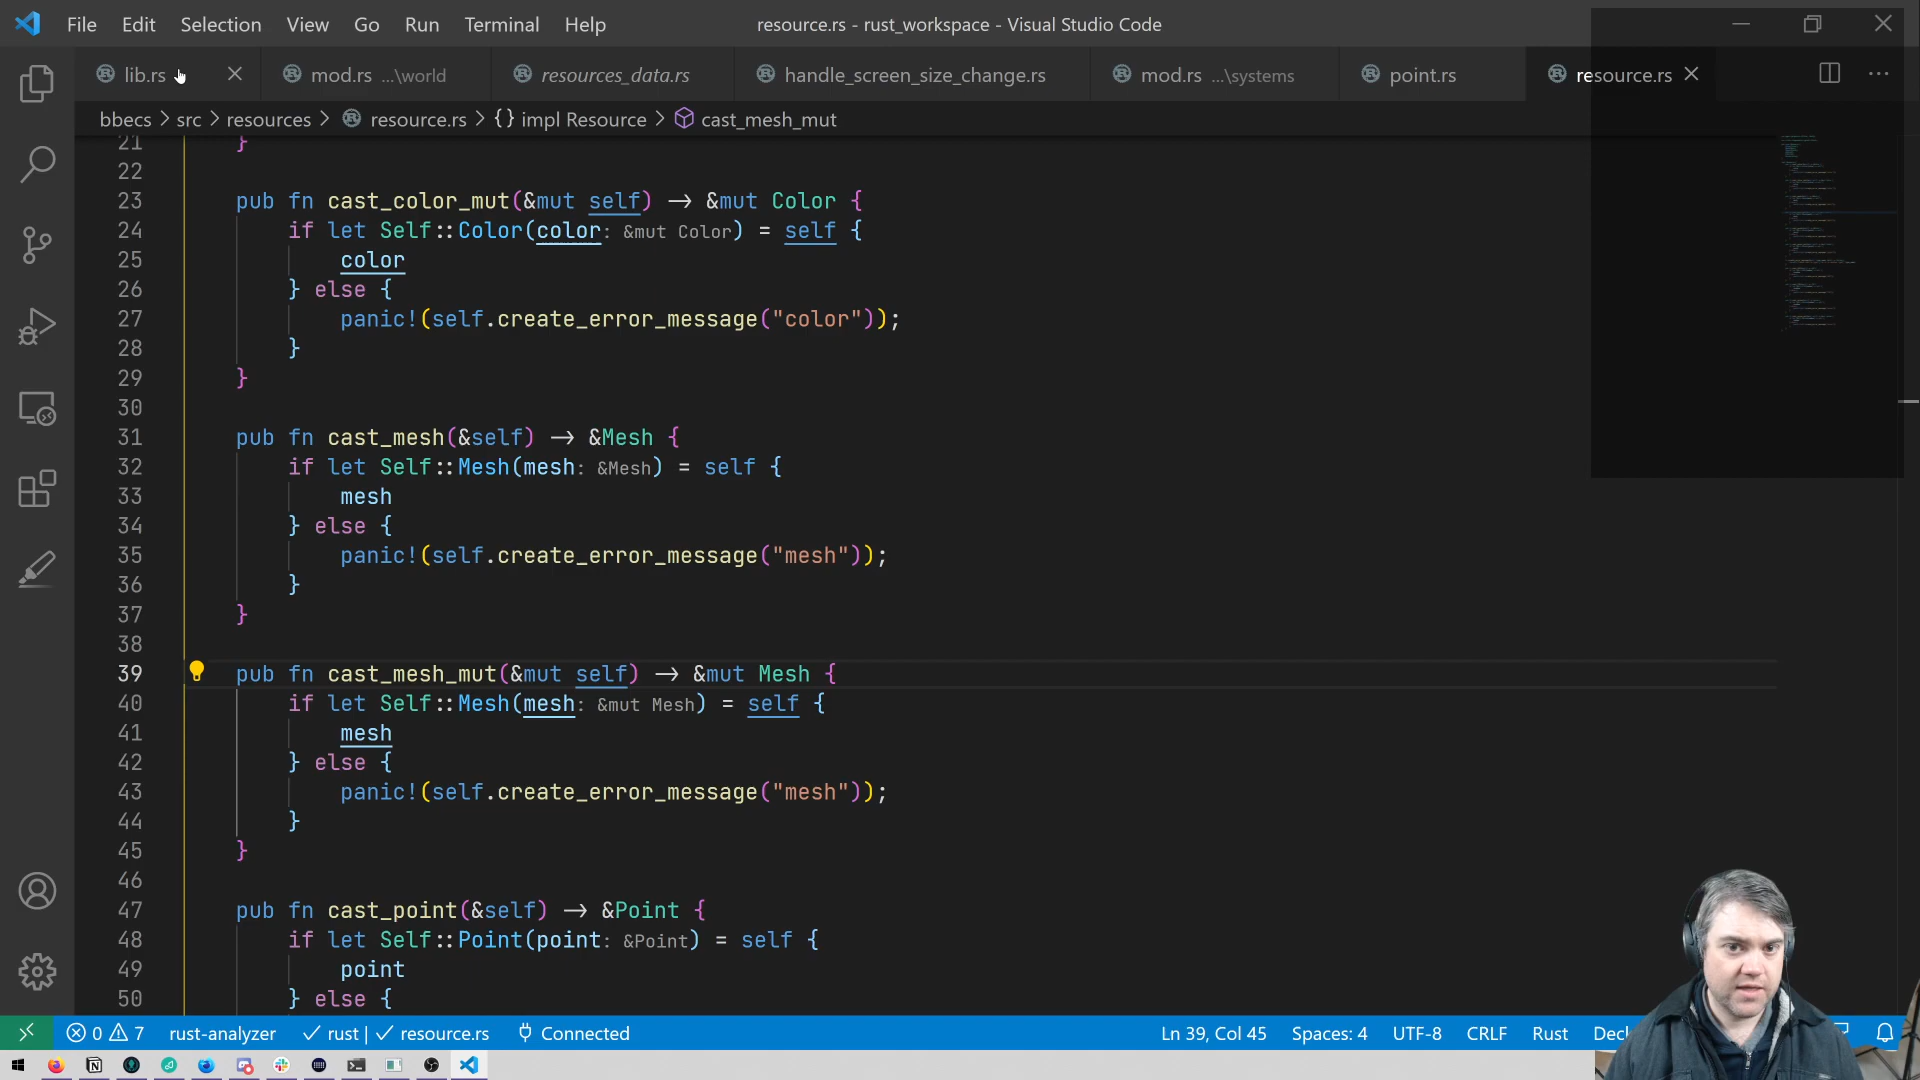 File Edit Selection View Go Run Terminal Help resource.rs - rust_workspace - Visual Studio Code
lib.rs mod.rs ...\world resources_data.rs handle_screen_size_change.rs mod.rs ...\systems point.rs resource.rs
bbecs > src > resources > resource.rs > {} impl Resource > cast_mesh_mut
21 }
22
23 pub fn cast_color_mut(&mut self) -> &mut Color {
24 if let Self::Color(color: &mut Color) = self {
25 color
26 } else {
27 panic!(self.create_error_message("color"));
28 }
29 }
30
31 pub fn cast_mesh(&self) -> &Mesh {
32 if let Self::Mesh(mesh: &Mesh) = self {
33 mesh
34 } else {
35 panic!(self.create_error_message("mesh"));
36 }
37 }
38
39 pub fn cast_mesh_mut(&mut self) -> &mut Mesh {
40 if let Self::Mesh(mesh: &mut Mesh) = self {
41 mesh
42 } else {
43 panic!(self.create_error_message("mesh"));
44 }
45 }
46
47 pub fn cast_point(&self) -> &Point {
48 if let Self::Point(point: &Point) = self {
49 point
50 } else {
0 7 rust-analyzer ✓ rust | ✓ resource.rs Connected Ln 39, Col 45 Spaces: 4 UTF-8 CRLF Rust